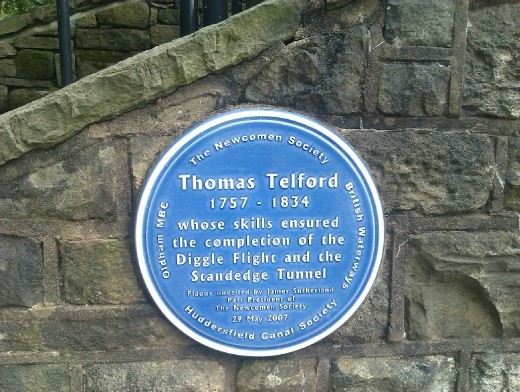 The Newcomen Society
Oldham MBC
British Waterways
Thomas Telford
1757 - 1834
whose skills ensured
the completion of the
Diggle Flight and the
Standedge Tunnel
Plaque unveiled by James Sutherland
Past President of
The Newcomen Society
29 May 2007
Huddersfield Canal Society